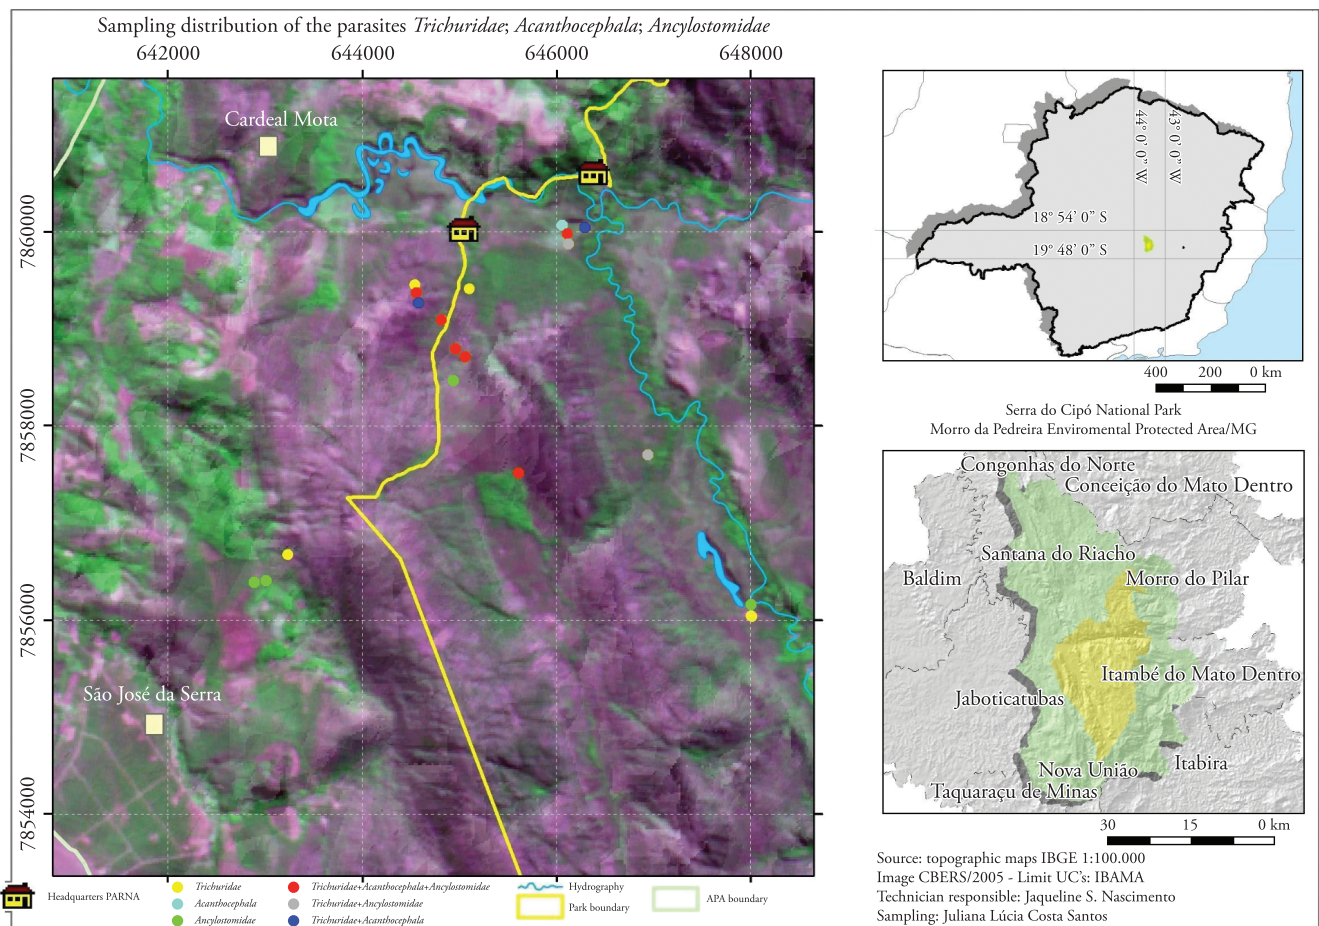 Sampling distribution of the parasites Trichuridae; Acanthocephala; Ancylostomidae
642000 644000 646000 648000
7860000
7858000
7856000
7854000
Cardeal Mota
São José da Serra
Headquarters PARNA
Trichuridae
Acanthocephala
Ancylostomidae
Trichuridae+Acanthocephala+Ancylostomidae
Trichuridae+Ancylostomidae
Trichuridae+Acanthocephala
Hydrography
Park boundary
APA boundary
44° 0' 0" W
43° 0' 0" W
18° 54' 0" S
19° 48' 0" S
400 200 0 km
Serra do Cipó National Park
Morro da Pedreira Enviromental Protected Area/MG
Congonhas do Norte
Conceição do Mato Dentro
Santana do Riacho
Baldim
Morro do Pilar
Itambé do Mato Dentro
Jaboticatubas
Itabira
Nova União
Taquaraçu de Minas
30 15 0 km
Source: topographic maps IBGE 1:100.000
Image CBERS/2005 - Limit UC's: IBAMA
Technician responsible: Jaqueline S. Nascimento
Sampling: Juliana Lúcia Costa Santos